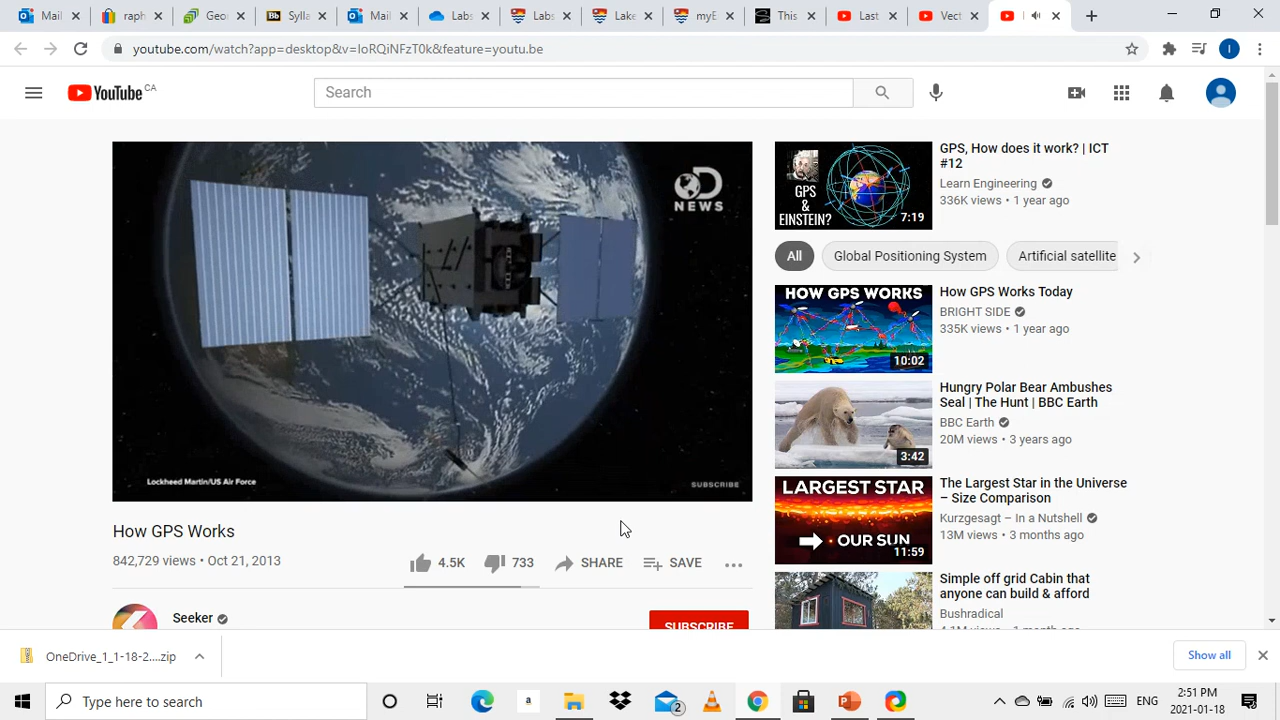 Mail
raph
Geo
Sy
Mail
Labs
Labs
Lake
myE
This
Last
Vect
youtube.com/watch?app=desktop&v=IoRQiNFzT0k&feature=youtu.be
YouTube CA
Search
NEWS
Lockheed Martin/US Air Force
SUBSCRIBE
How GPS Works
842,729 views • Oct 21, 2013
4.5K
733
SHARE
SAVE
Seeker
SUBSCRIBE
GPS & EINSTEIN?
7:19
GPS, How does it work? | ICT
#12
Learn Engineering
336K views • 1 year ago
All
Global Positioning System
Artificial satellite
HOW GPS WORKS
10:02
How GPS Works Today
BRIGHT SIDE
335K views • 1 year ago
3:42
Hungry Polar Bear Ambushes
Seal | The Hunt | BBC Earth
BBC Earth
20M views • 3 years ago
LARGEST STAR
OUR SUN
11:59
The Largest Star in the Universe
– Size Comparison
Kurzgesagt – In a Nutshell
13M views • 3 months ago
Simple off grid Cabin that
anyone can build & afford
Bushradical
OneDrive_1_1-18-2....zip
Show all
Type here to search
a
2
ENG
2:51 PM
2021-01-18